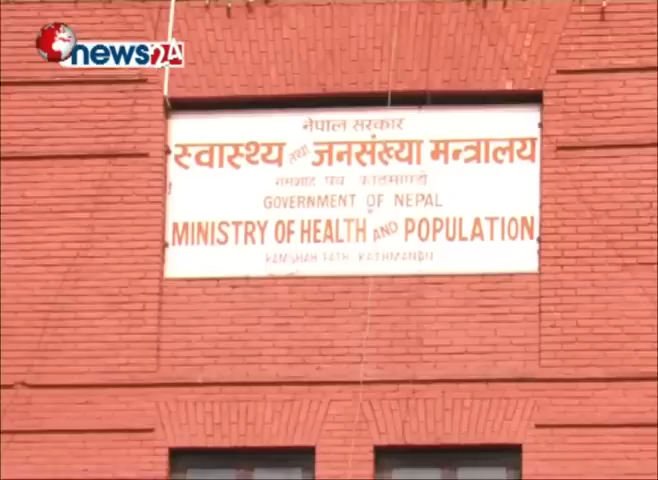 news24
नेपाल सरकार
स्वास्थ्य तथा जनसंख्या मन्त्रालय
रामशाह पथ काठमाण्डौ
GOVERNMENT OF NEPAL
MINISTRY OF HEALTH AND POPULATION
RAMSHAH PATH, KATHMANDU